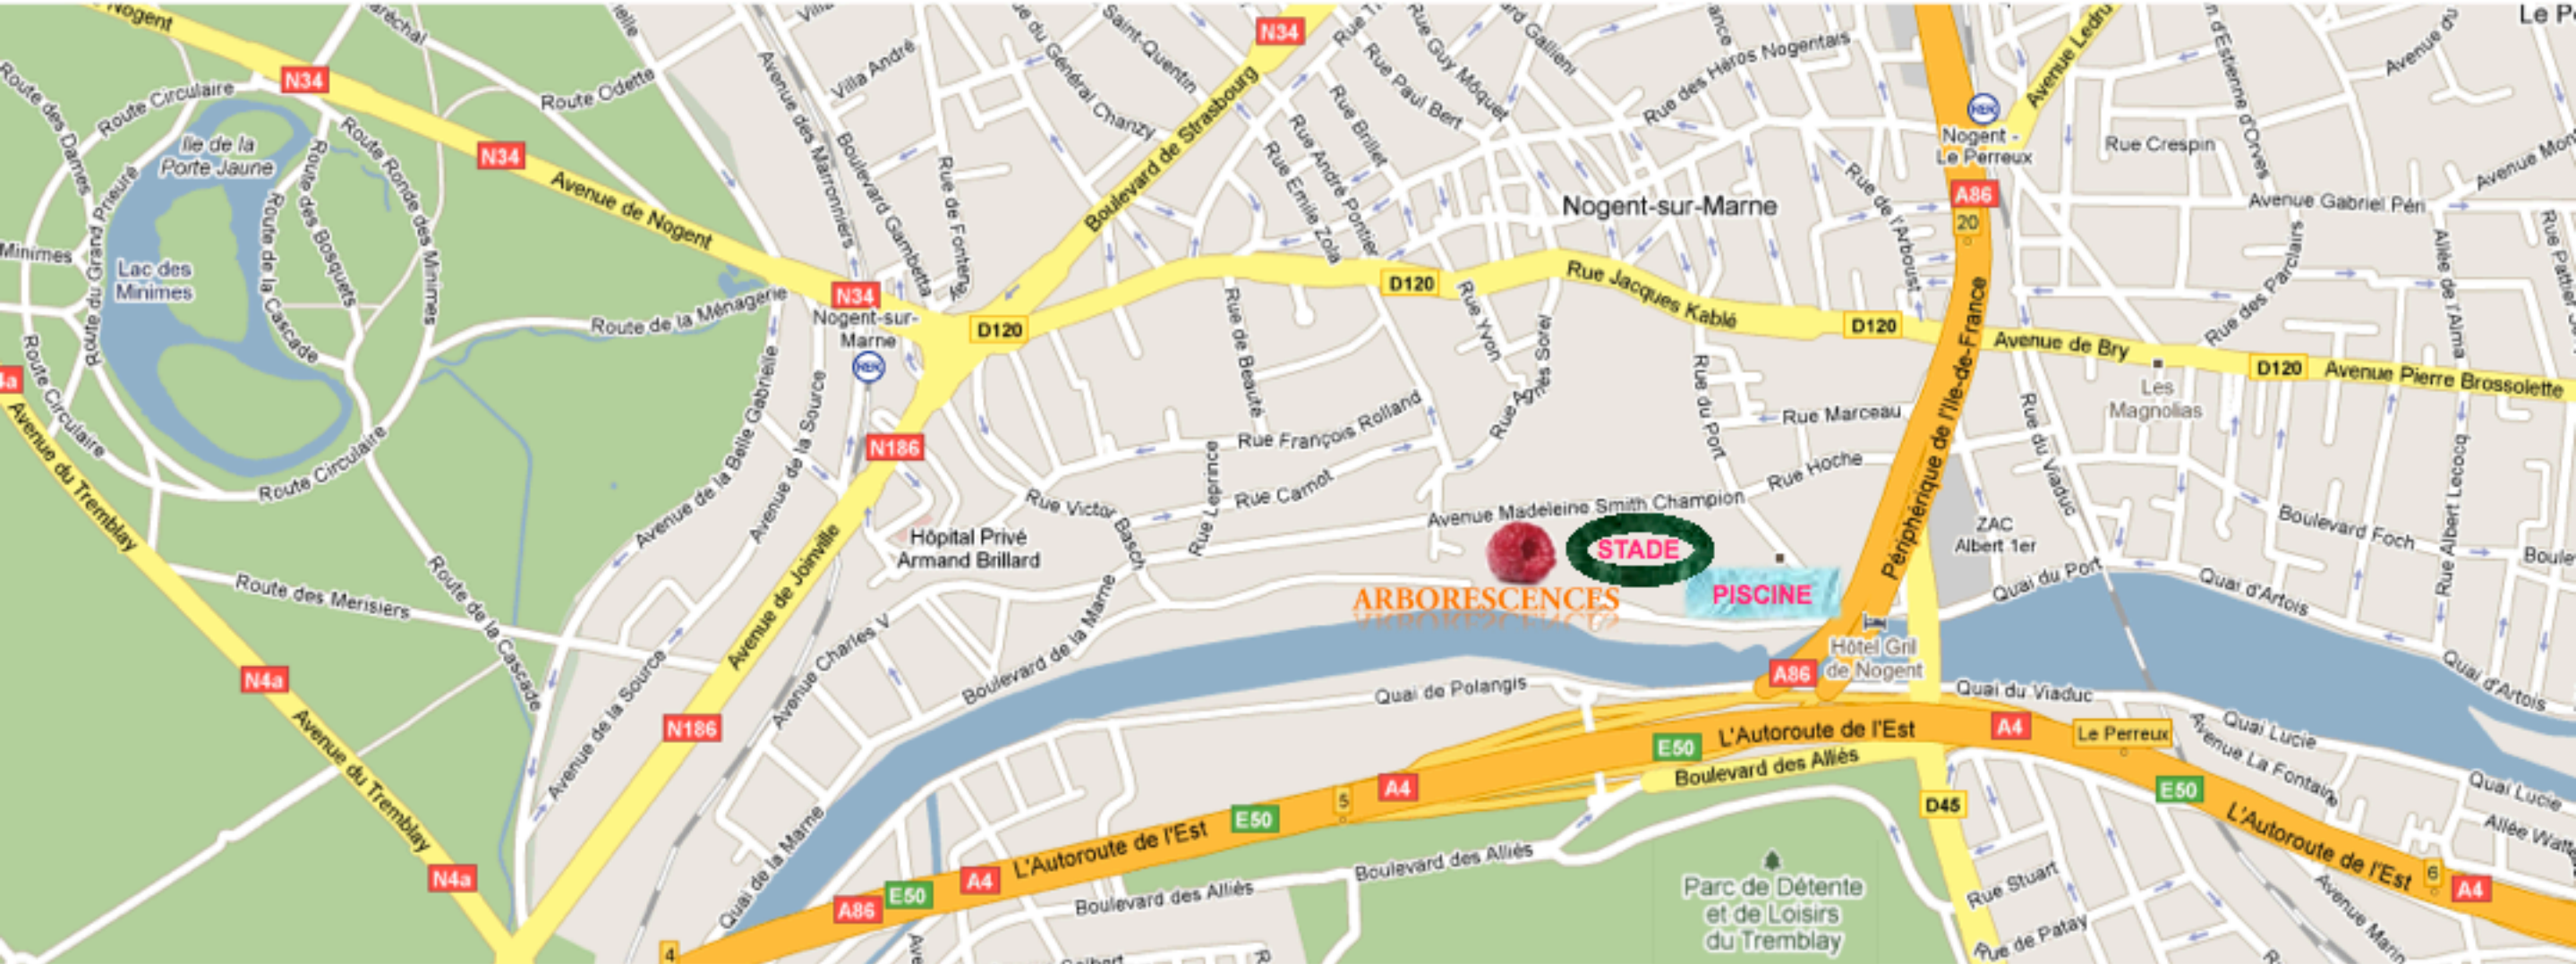 Nogent
N34
Route des Dames
Route Circulaire
Ile de la
Porte Jaune
Route Ronde des Minimes
Route des Bosquets
Route de la Cascade
Route du Grand Prieuré
Minimes
Lac des
Minimes
Route Circulaire
Route Circulaire
N34
Avenue de Nogent
Route Odette
Avenue des Marronniers
Villa André
Boulevard Gambetta
Saint-Quentin
N34
Boulevard de Strasbourg
Rue Brillet
Rue André Pontier
Rue Emile Zola
Rue Paul Bert
Rue Guy Môquet
Rue des Héros Nogentais
Nogent-sur-Marne
Rue de l'Arboust
Nogent -
Le Perreux
A86
20
Avenue Ledru
Rue Crespin
Avenue Gabriel Péri
Rue des Parclairs
Allée de l'Alma
N34
Nogent-sur-
Marne
RER
D120
Route de la Ménagerie
D120
Rue Jacques Kablé
D120
Avenue de Bry
D120
Avenue Pierre Brossolette
Les
Magnolias
Rue de Beauté
Rue Yvon
Rue Agnès Sorel
Rue du Port
Rue Marceau
Rue Hoche
Périphérique de l'Ile-de-France
Rue du Viaduc
Boulevard Foch
Rue Albert Lecocq
N186
Avenue de la Belle Gabrielle
Avenue de la Source
Rue François Rolland
Rue Carnot
Rue Leprince
Rue Victor Basch
Avenue Madeleine Smith Champion
Hôpital Privé
Armand Brillard
STADE
PISCINE
ARBORESCENCES
ZAC
Albert 1er
Quai du Port
Quai d'Artois
Quai d'Artois
Avenue du Tremblay
Route des Merisiers
Route de la Cascade
Avenue de Joinville
Avenue Charles V
Boulevard de la Marne
Hôtel Gril
de Nogent
A86
N4a
N186
Avenue de la Source
Quai de Polangis
Quai du Viaduc
Quai Lucie
Quai Lucie
Avenue La Fontaine
L'Autoroute de l'Est
A4
Le Perreux
E50
E50
Boulevard des Alliés
A4
5
E50
L'Autoroute de l'Est
D45
L'Autoroute de l'Est
6
A4
Avenue du Tremblay
N4a
Quai de la Marne
A86
E50
A4
4
Boulevard des Alliés
Boulevard des Alliés
Parc de Détente
et de Loisirs
du Tremblay
Rue Stuart
Rue de Patay